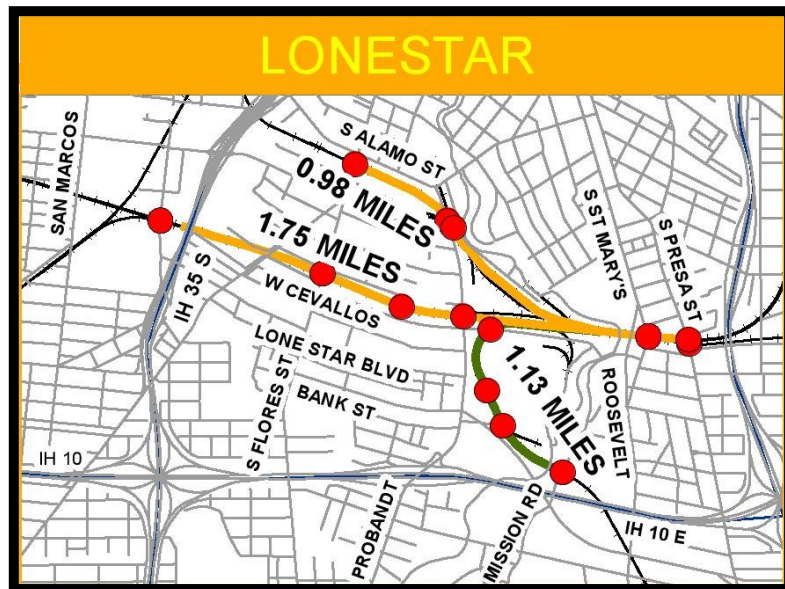 LONESTAR
SAN MARCOS
S ALAMO ST
0.98 MILES
S ST MARY'S
S PRESA ST
1.75 MILES
IH 35 S
W CEVALLOS
LONE STAR BLVD
BANK ST
S FLORES ST
1.13 MILES
ROOSEVELT
IH 10
PROBANDT
MISSION RD
IH 10 E